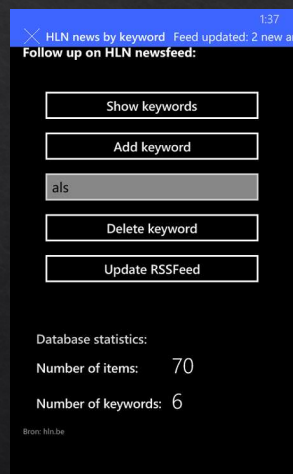 1:37
HLN news by keyword Feed updated: 2 new
Follow up on HLN newsfeed:
Show keywords
Add keyword
als
Delete keyword
Update RSSFeed
Database statistics:
Number of items: 70
Number of keywords: 6
Bron: hln.be